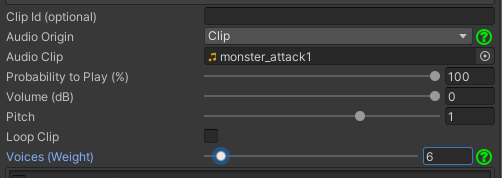 Clip Id (optional)
Audio Origin Clip
Audio Clip monster_attack1
Probability to Play (%) 100
Volume (dB) 0
Pitch 1
Loop Clip
Voices (Weight) 6